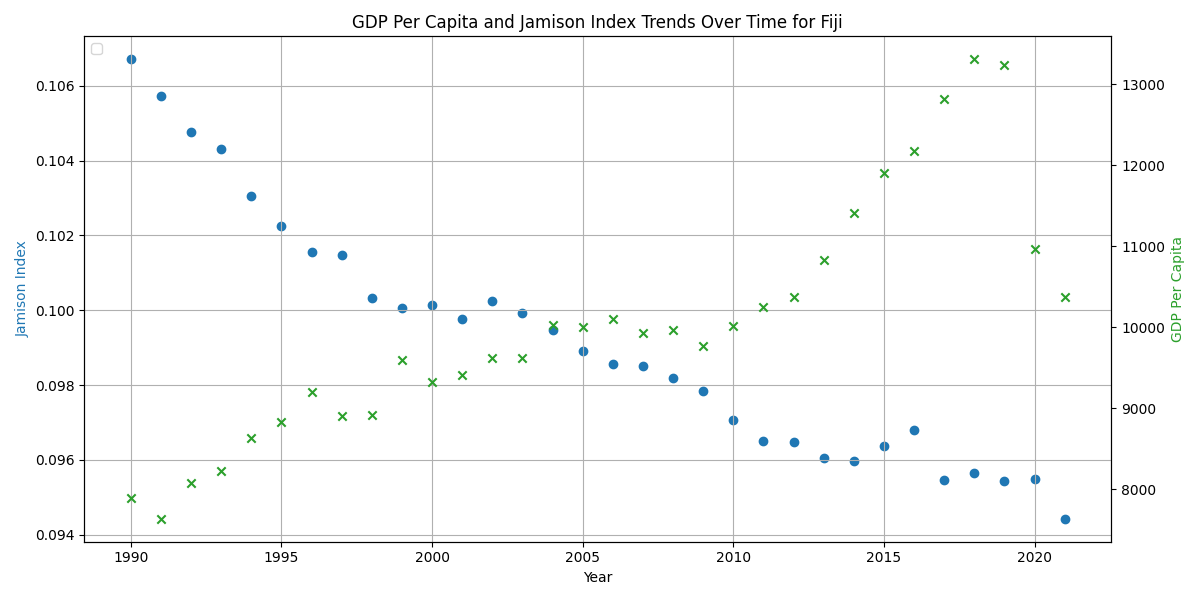 GDP Per Capita and Jamison Index Trends Over Time for Fiji
Jamison Index
0.106
0.104
0.102
0.100
0.098
0.096
0.094
13000
12000
11000
10000
9000
8000
GDP Per Capita
1990 1995 2000 2005 2010 2015 2020
Year